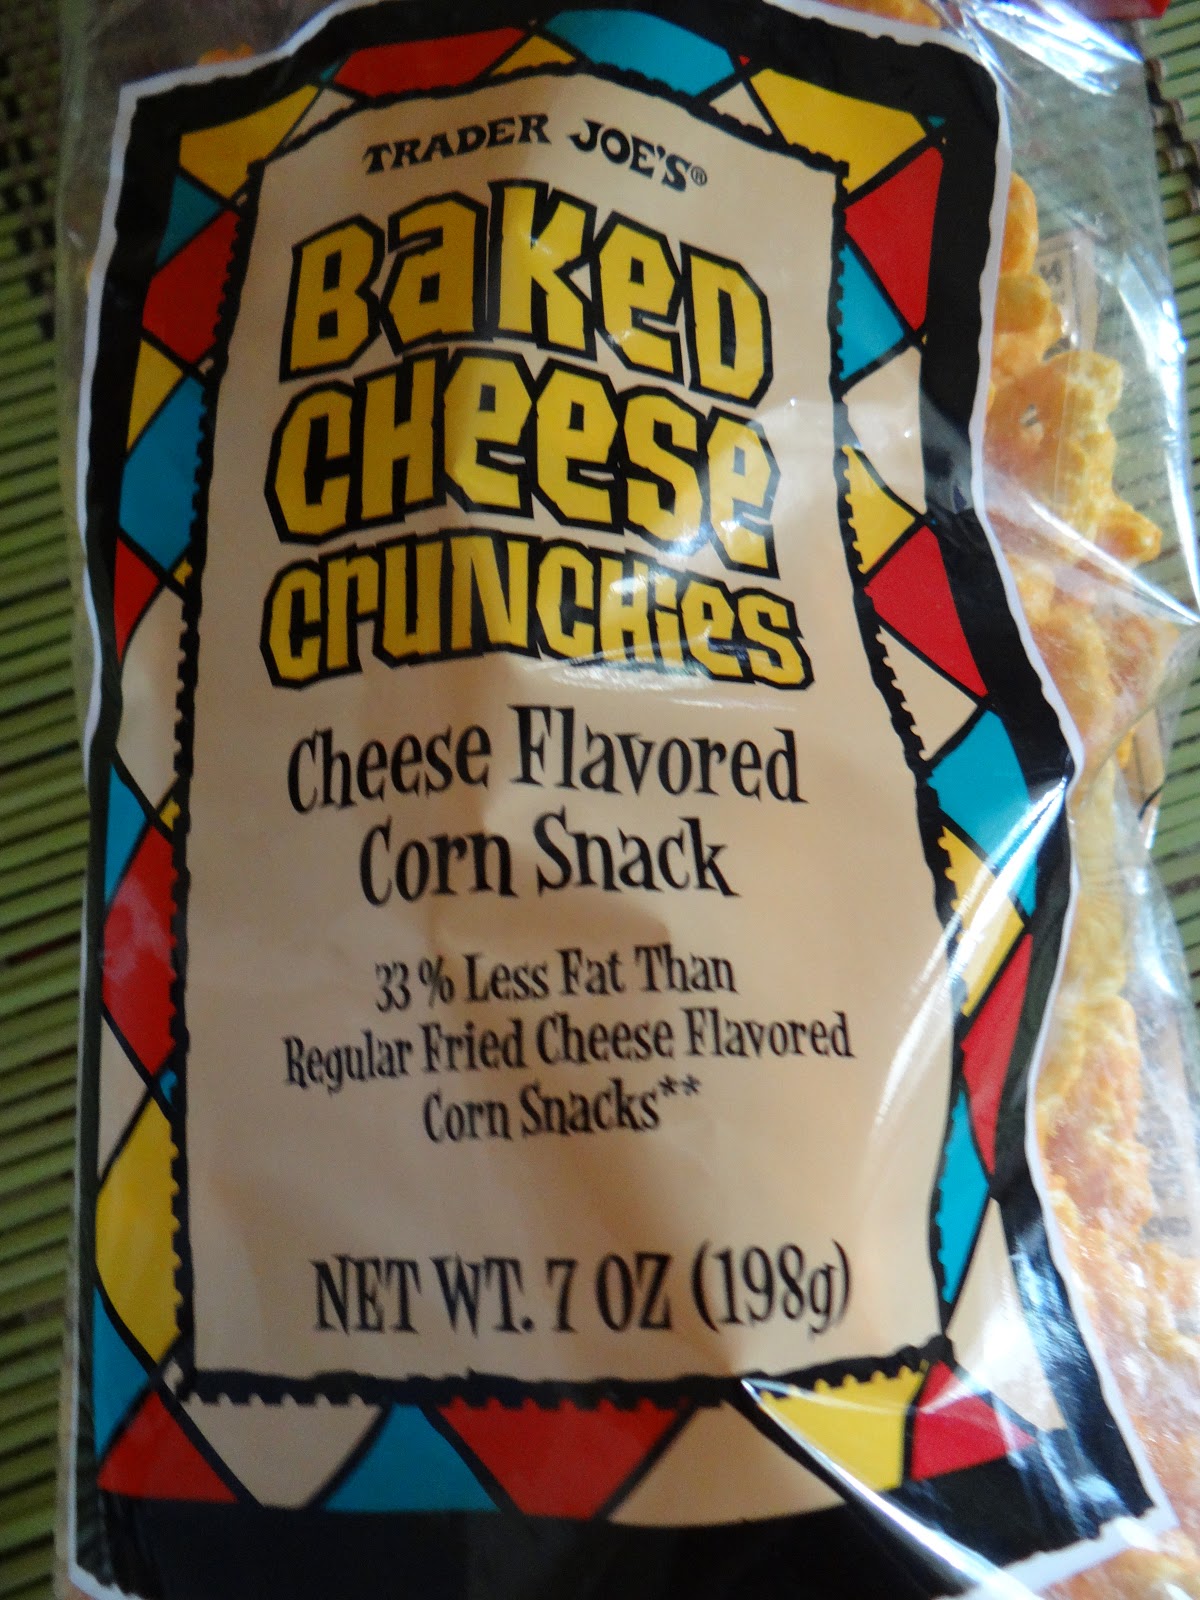 TRADER JOE'S®
BaKeD
CHeeSe
CrUNCHieS
Cheese Flavored
Corn Snack
33% Less Fat Than
Regular Fried Cheese Flavored
Corn Snacks**
NET WT. 7 OZ (198g)